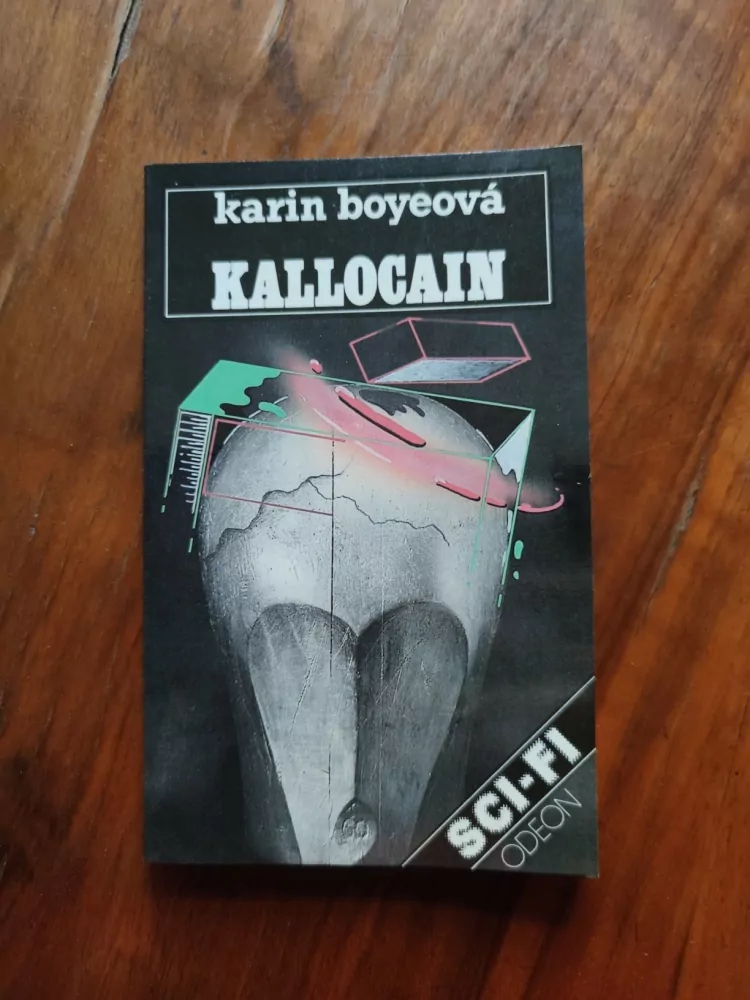 karin boyeová
KALLOCAIN
SCI-FI
ODEON